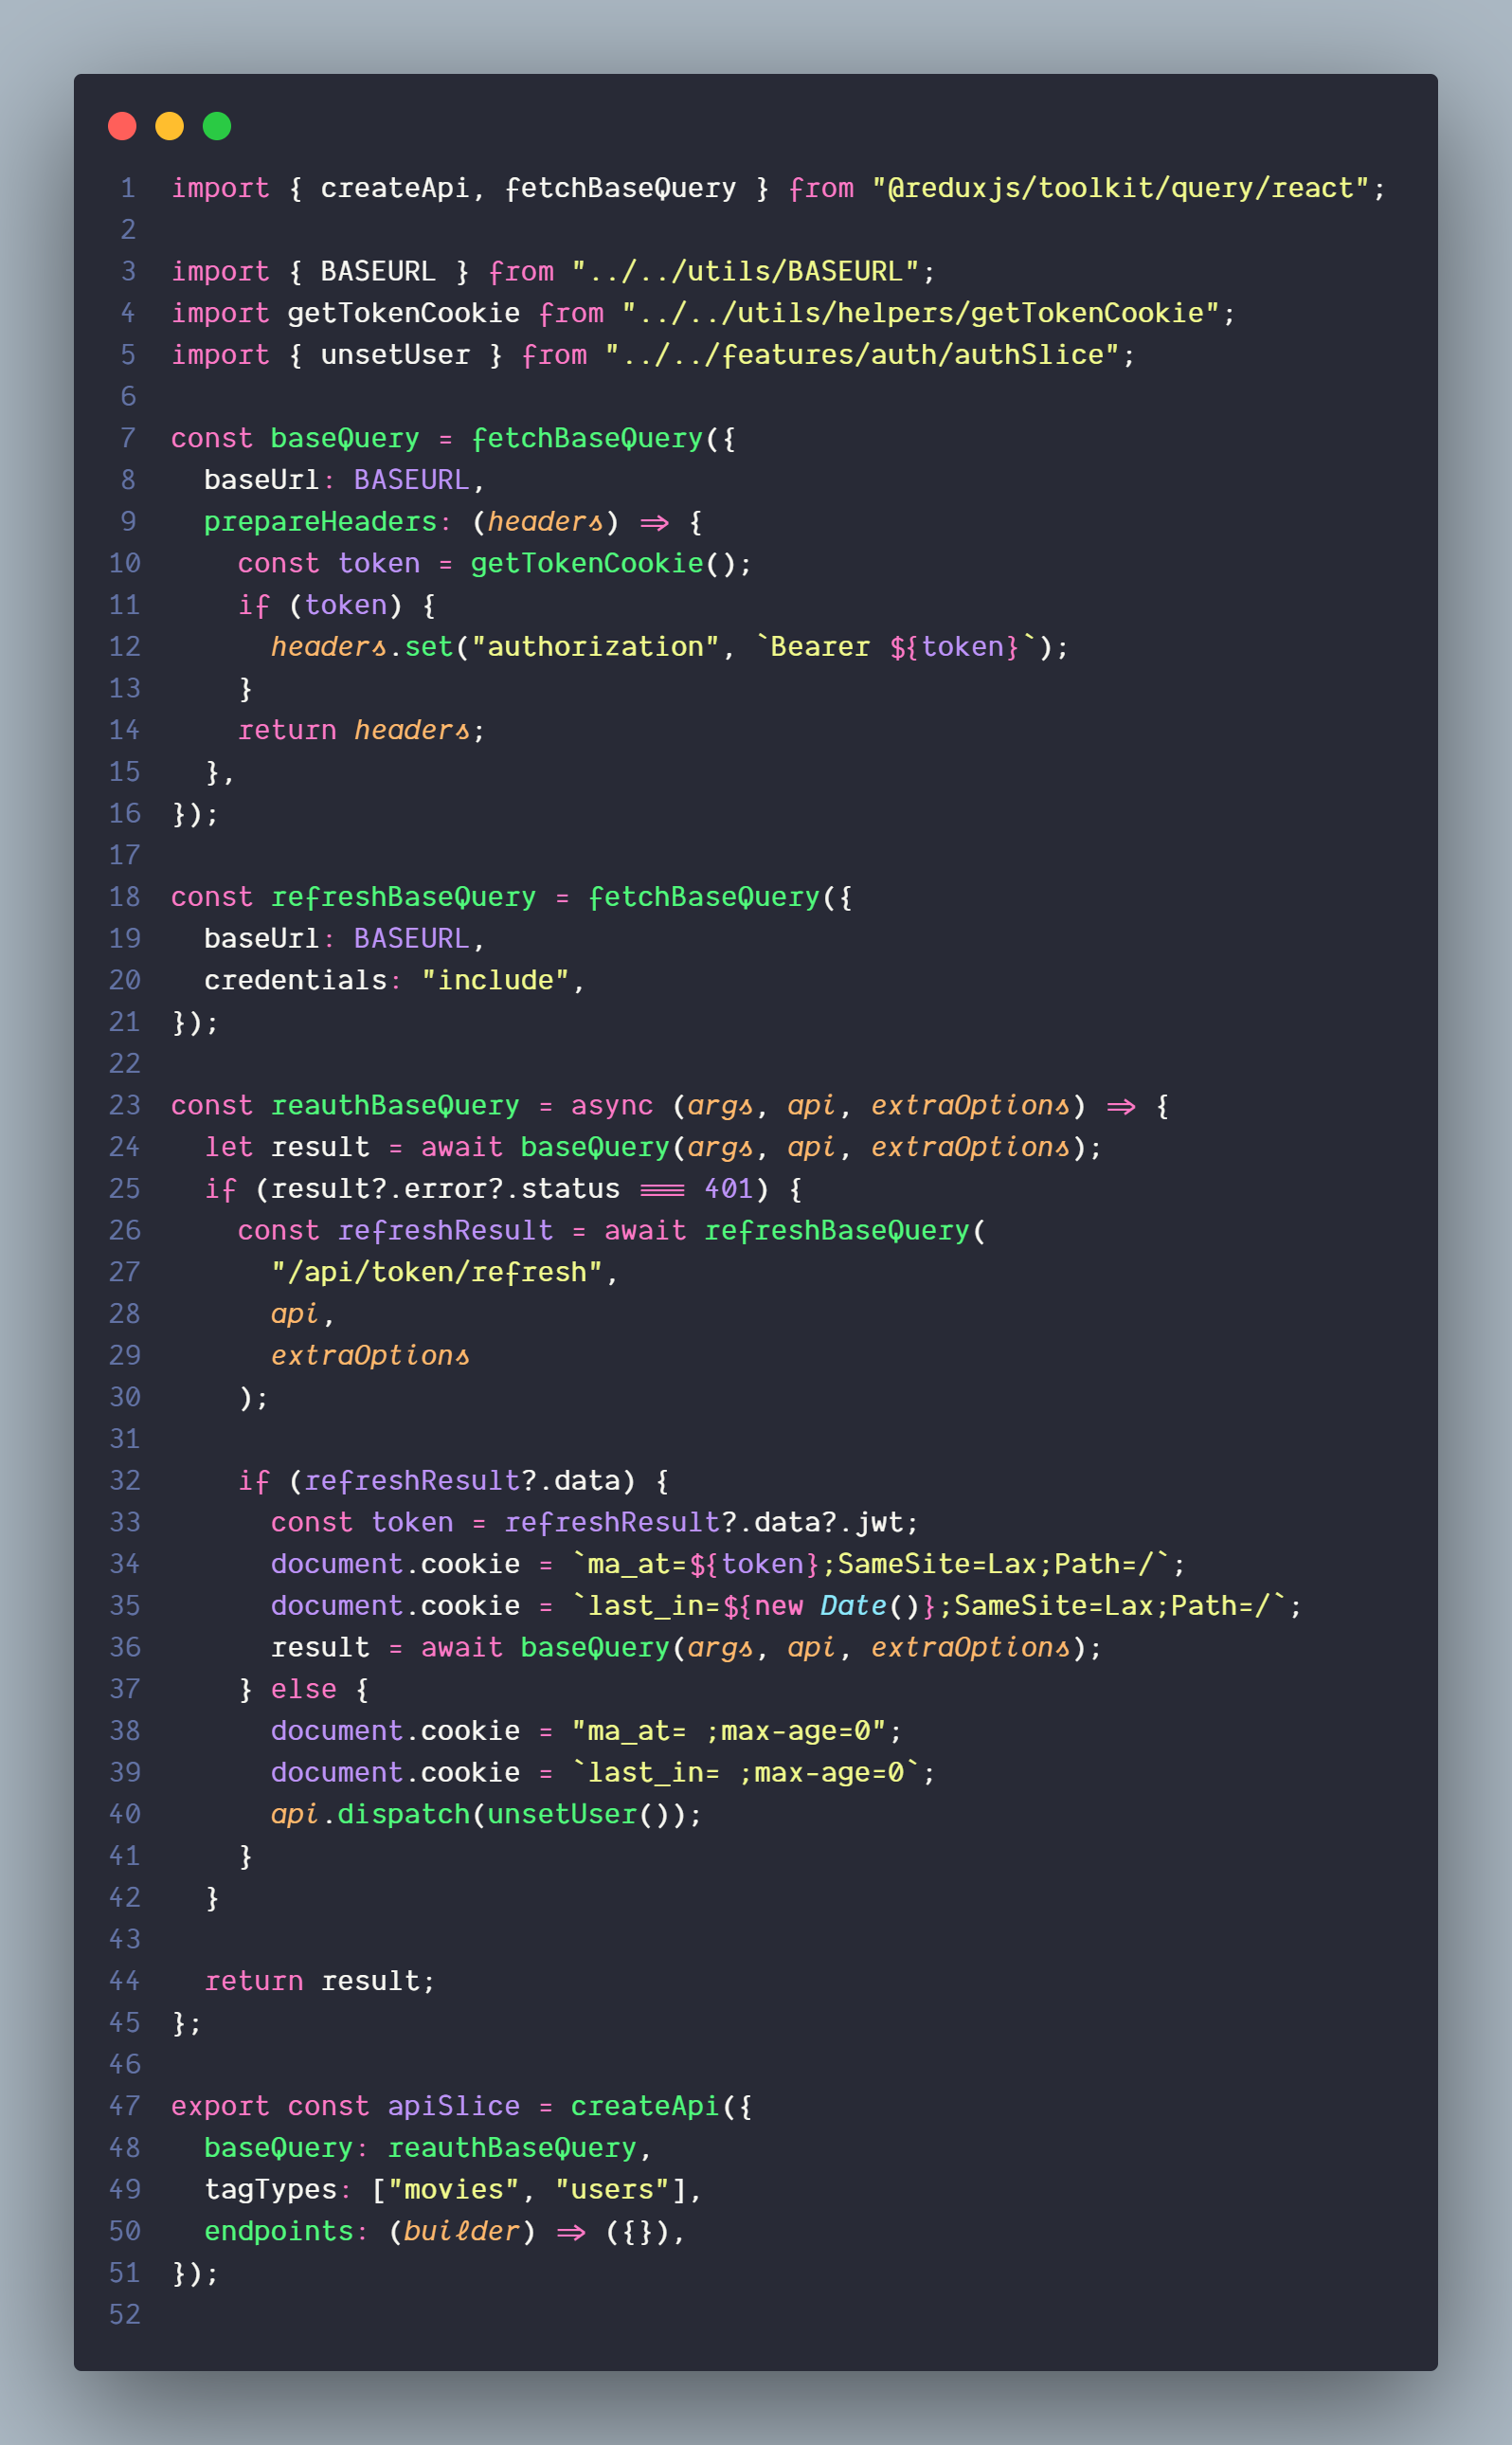 1 import { createApi, fetchBaseQuery } from "@reduxjs/toolkit/query/react";
2
3 import { BASEURL } from "../../utils/BASEURL";
4 import getTokenCookie from "../../utils/helpers/getTokenCookie";
5 import { unsetUser } from "../../features/auth/authSlice";
6
7 const baseQuery = fetchBaseQuery({
8   baseUrl: BASEURL,
9   prepareHeaders: (headers) => {
10     const token = getTokenCookie();
11     if (token) {
12       headers.set("authorization", `Bearer ${token}`);
13     }
14     return headers;
15   },
16 });
17
18 const refreshBaseQuery = fetchBaseQuery({
19   baseUrl: BASEURL,
20   credentials: "include",
21 });
22
23 const reauthBaseQuery = async (args, api, extraOptions) => {
24   let result = await baseQuery(args, api, extraOptions);
25   if (result?.error?.status === 401) {
26     const refreshResult = await refreshBaseQuery(
27       "/api/token/refresh",
28       api,
29       extraOptions
30     );
31
32     if (refreshResult?.data) {
33       const token = refreshResult?.data?.jwt;
34       document.cookie = `ma_at=${token};SameSite=Lax;Path=/`;
35       document.cookie = `last_in=${new Date()};SameSite=Lax;Path=/`;
36       result = await baseQuery(args, api, extraOptions);
37     } else {
38       document.cookie = "ma_at= ;max-age=0";
39       document.cookie = `last_in= ;max-age=0`;
40       api.dispatch(unsetUser());
41     }
42   }
43
44   return result;
45 };
46
47 export const apiSlice = createApi({
48   baseQuery: reauthBaseQuery,
49   tagTypes: ["movies", "users"],
50   endpoints: (builder) => ({}),
51 });
52